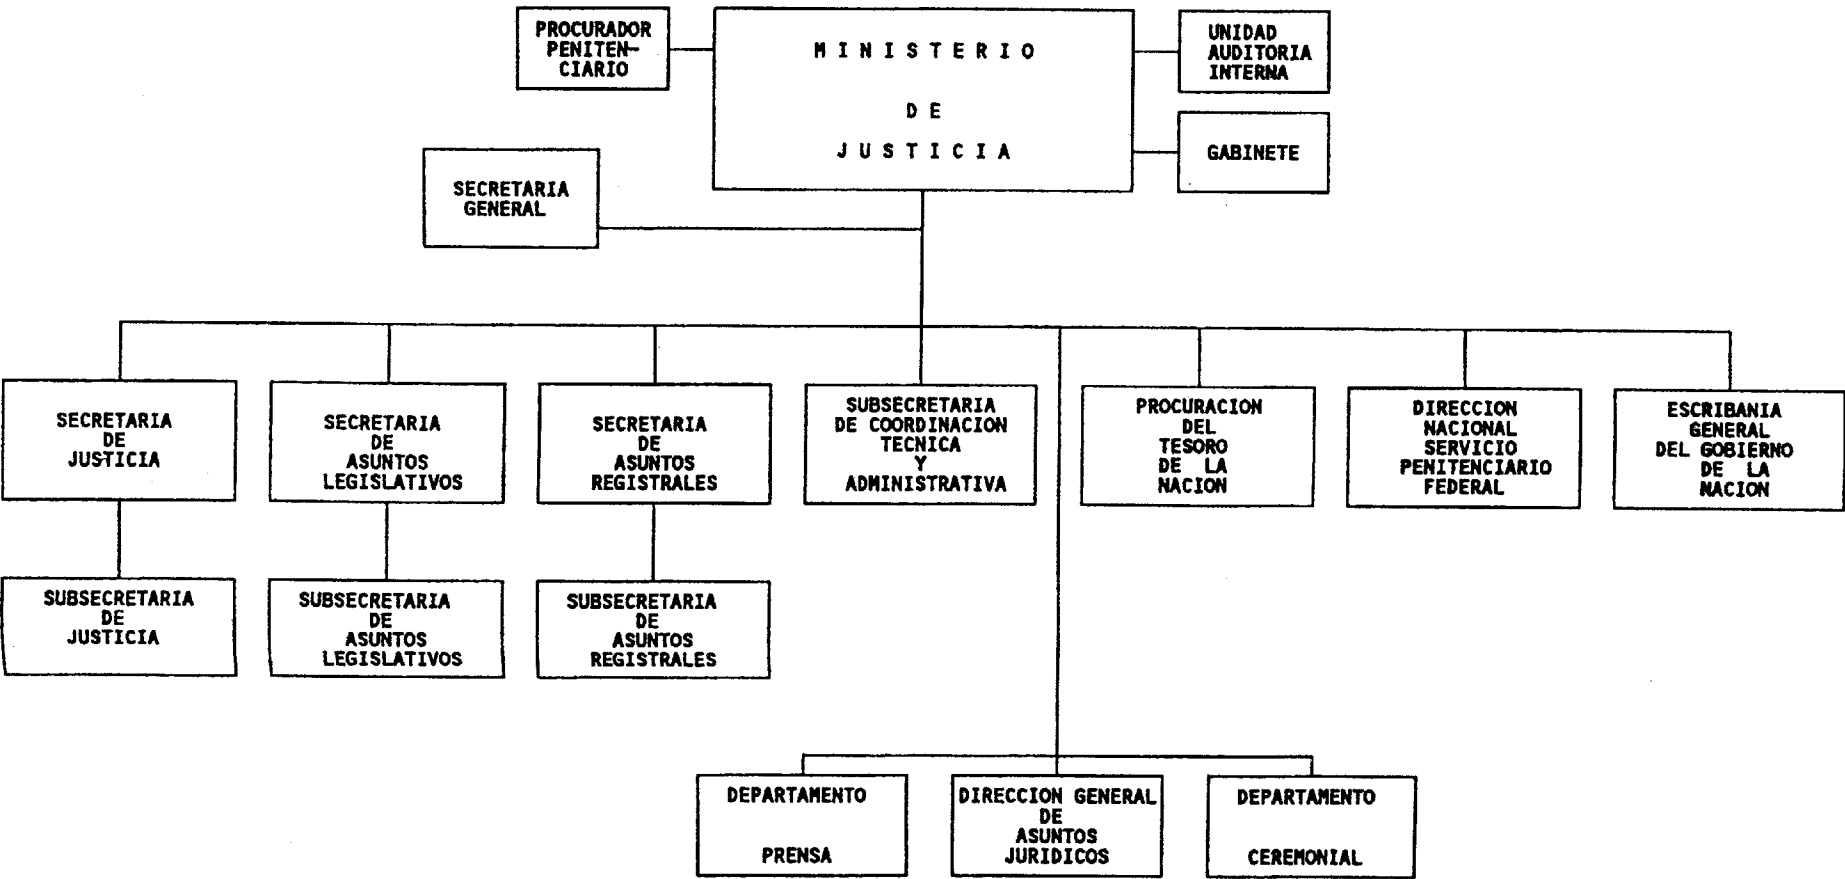 PROCURADOR
PENITEN-
CIARIO
MINISTERIO
DE
JUSTICIA
UNIDAD
AUDITORIA
INTERNA
GABINETE
SECRETARIA
GENERAL
SECRETARIA
DE
JUSTICIA
SECRETARIA
DE
ASUNTOS
LEGISLATIVOS
SECRETARIA
DE
ASUNTOS
REGISTRALES
SUBSECRETARIA
DE COORDINACION
TECNICA
Y
ADMINISTRATIVA
PROCURACION
DEL
TESORO
DE LA
NACION
DIRECCION
NACIONAL
SERVICIO
PENITENCIARIO
FEDERAL
ESCRIBANIA
GENERAL
DEL GOBIERNO
DE LA
NACION
SUBSECRETARIA
DE
JUSTICIA
SUBSECRETARIA
DE
ASUNTOS
LEGISLATIVOS
SUBSECRETARIA
DE
ASUNTOS
REGISTRALES
DEPARTAMENTO
PRENSA
DIRECCION GENERAL
DE
ASUNTOS
JURIDICOS
DEPARTAMENTO
CEREMONIAL